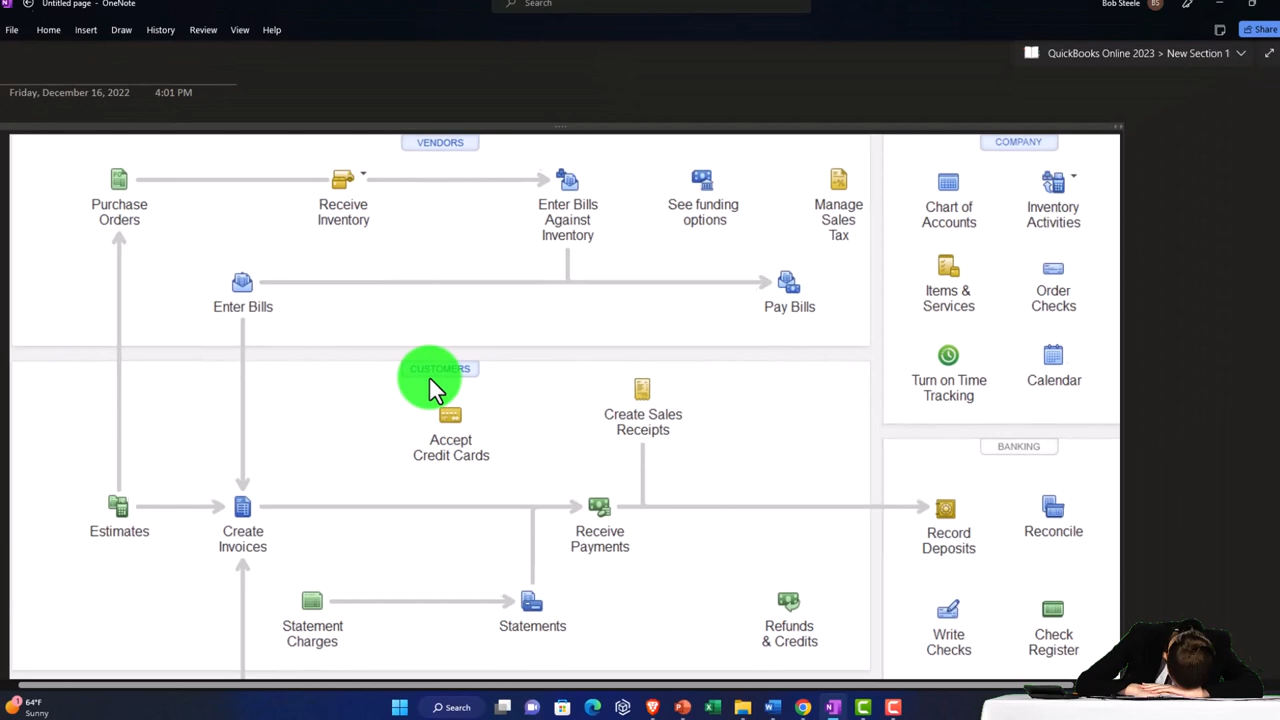 Untitled page - OneNote
Search
Bob Steele
BS
File Home Insert Draw History Review View Help
Share
QuickBooks Online 2023 > New Section 1
Friday, December 16, 2022 4:01 PM
VENDORS
Purchase
Orders
Receive
Inventory
Enter Bills
Against
Inventory
See funding
options
Manage
Sales
Tax
Enter Bills
Pay Bills
COMPANY
Chart of
Accounts
Inventory
Activities
Items &
Services
Order
Checks
Turn on Time
Tracking
Calendar
CUSTOMERS
Accept
Credit Cards
Create Sales
Receipts
Estimates
Create
Invoices
Receive
Payments
Statement
Charges
Statements
Refunds
& Credits
BANKING
Record
Deposits
Reconcile
Write
Checks
Check
Register
1
64°F
Sunny
Search